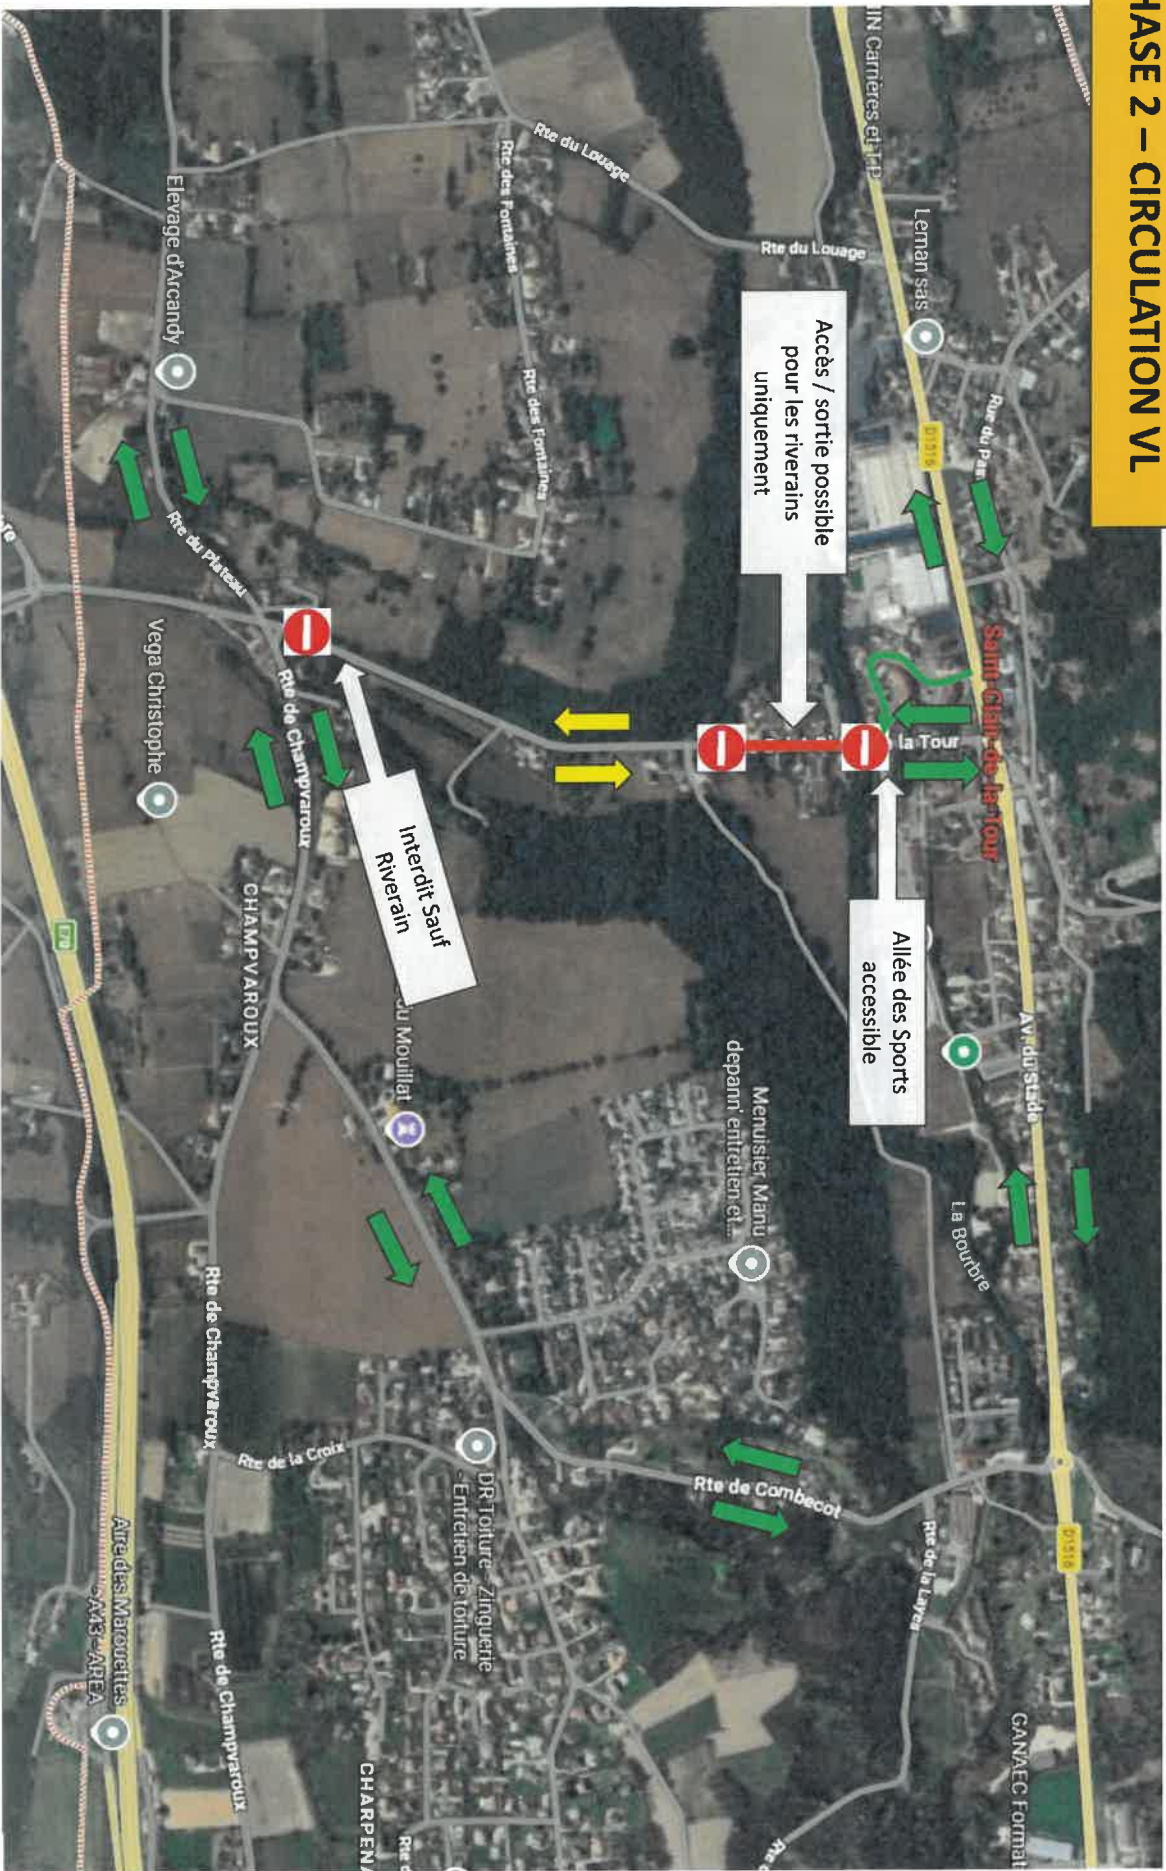 HASE 2 – CIRCULATION VL
IN Carrières et TP
Leman sas
Rte du Louage
Rte du Louage
Rte des Fontaines
Rte des Fontaines
Elevage d'Arcandy
Rue du Pas
D1516
Accès / sortie possible
pour les riverains
uniquement
Saint-Clair-de-la-Tour
la Tour
Rte du Plateau
Vega Christophe
Rte de Champvaroux
Interdit Sauf
Riverain
Allée des Sports
accessible
CHAMPVAROUX
E70
du Mouillat
Av. du Stade
La Bourbre
Menuisier Manu
depann' entretien et...
Rte de Champvaroux
Rte de la Croix
DR Toiture - Zinguerie
- Entretien de toiture
Rte de Combecot
Rte de la Layes
D1516
Aire des Marouettes
- A43 - AREA
Rte de Champvaroux
CHARPENA
GANAEC Format